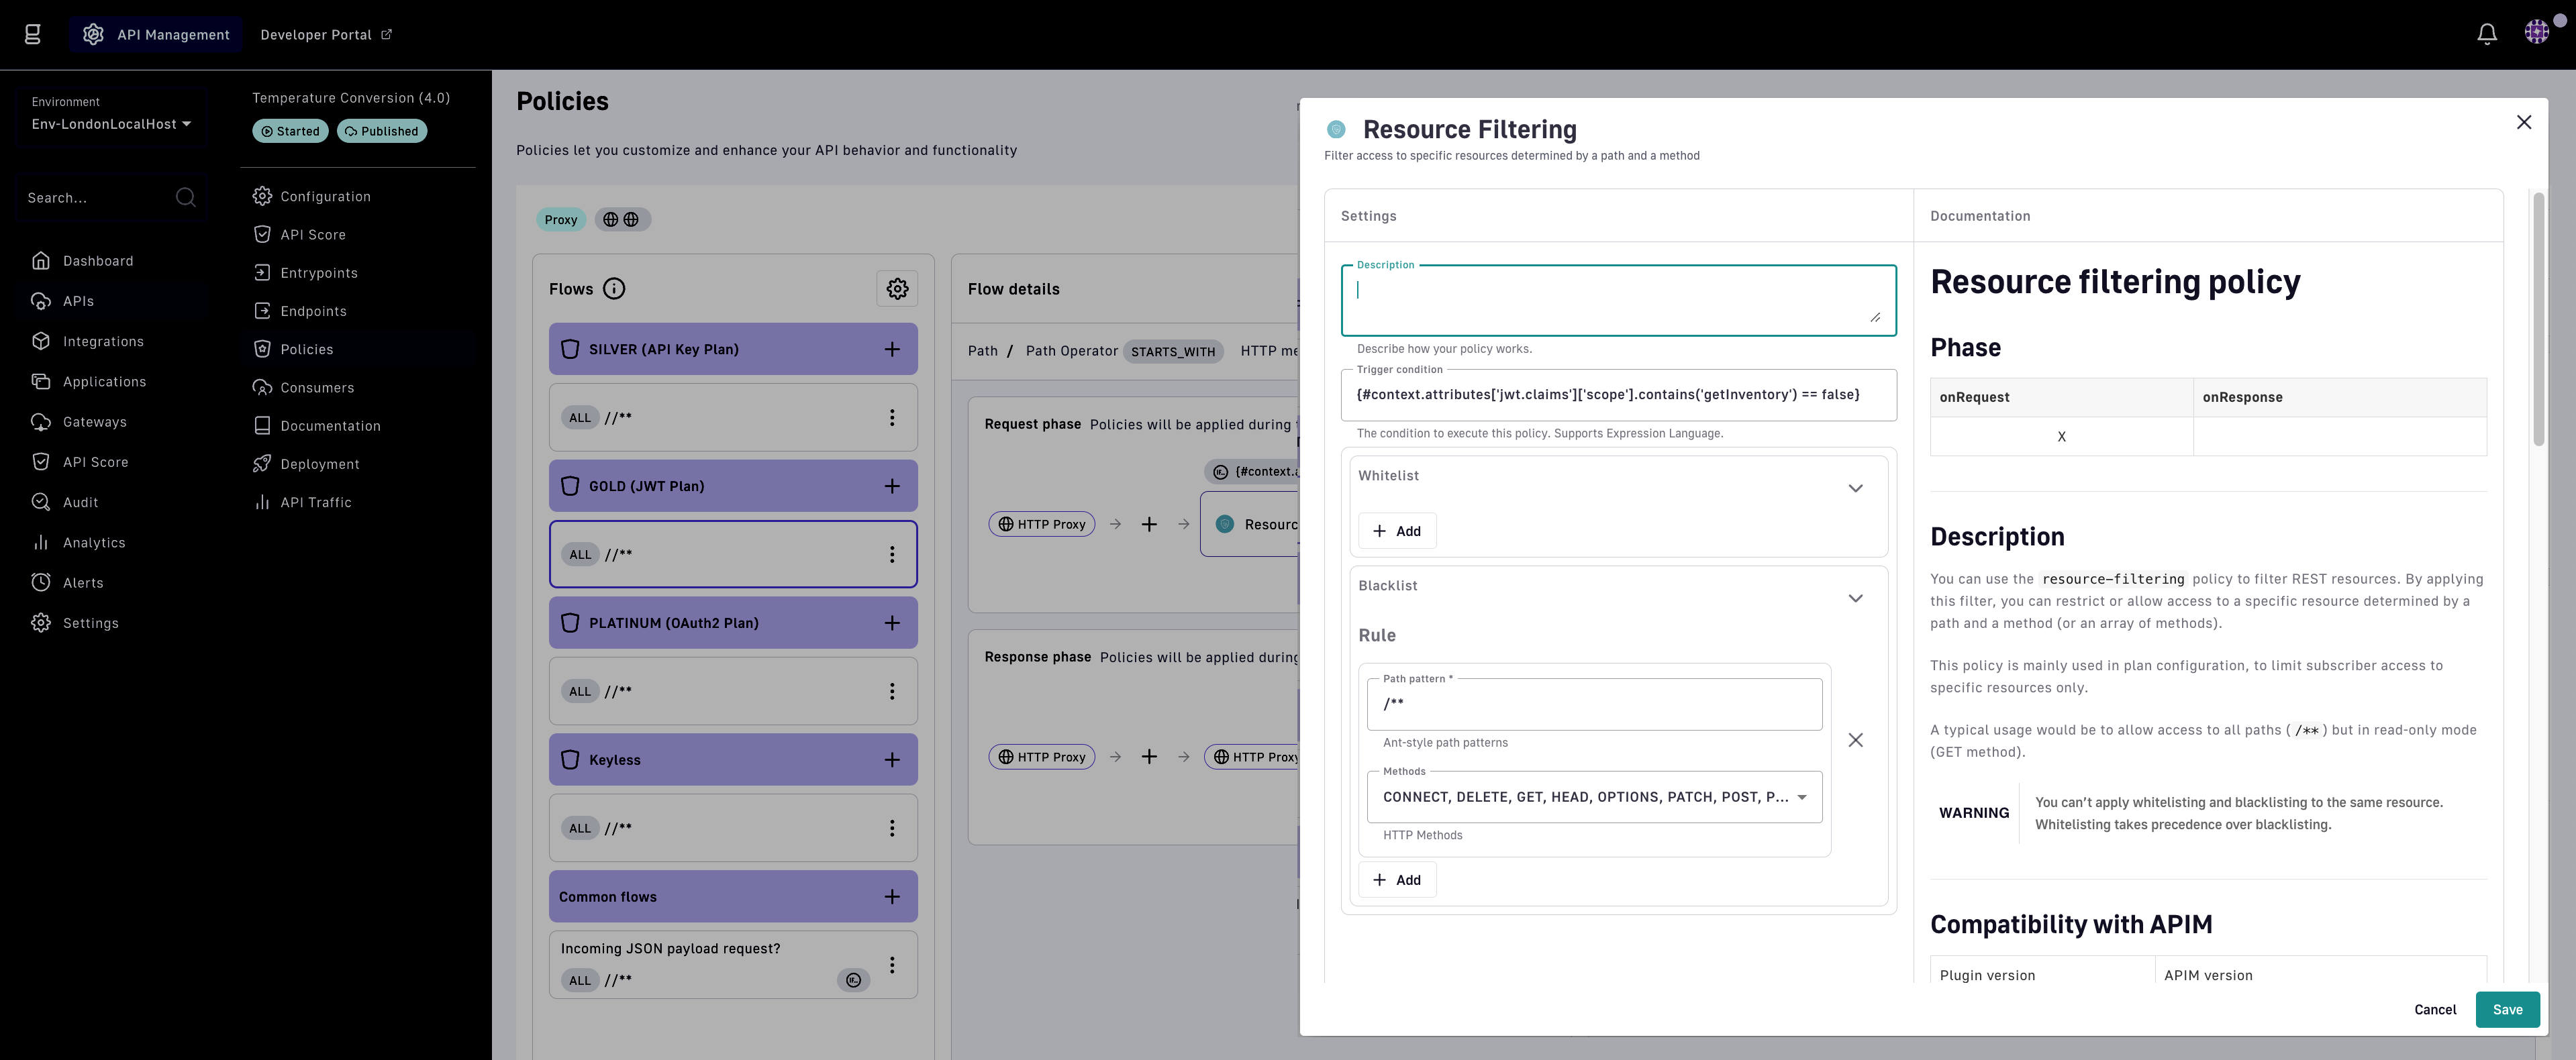 API Management
Developer Portal
Environment
Env-LondonLocalHost
Search...
Dashboard
APIs
Integrations
Applications
Gateways
API Score
Audit
Analytics
Alerts
Settings
Temperature Conversion (4.0)
Started
Published
Configuration
API Score
Entrypoints
Endpoints
Policies
Consumers
Documentation
Deployment
API Traffic
Policies
Policies let you customize and enhance your API behavior and functionality
Proxy
Flows
SILVER (API Key Plan)
ALL //**
GOLD (JWT Plan)
ALL //**
PLATINUM (OAuth2 Plan)
ALL //**
Keyless
ALL //**
Common flows
Incoming JSON payload request?
ALL //**
Flow details
Path / Path Operator STARTS_WITH HTTP me
Request phase Policies will be applied during
{#context.
HTTP Proxy
Resourc
Response phase Policies will be applied during
HTTP Proxy
HTTP Proxy
Resource Filtering
Filter access to specific resources determined by a path and a method
Settings
Description
Describe how your policy works.
Trigger condition
{#context.attributes['jwt.claims']['scope'].contains('getInventory') == false}
The condition to execute this policy. Supports Expression Language.
Whitelist
Add
Blacklist
Rule
Path pattern *
/**
Ant-style path patterns
Methods
CONNECT, DELETE, GET, HEAD, OPTIONS, PATCH, POST, P...
HTTP Methods
Add
Documentation
Resource filtering policy
Phase
onRequest onResponse
X
Description
You can use the resource-filtering policy to filter REST resources. By applying
this filter, you can restrict or allow access to a specific resource determined by a
path and a method (or an array of methods).
This policy is mainly used in plan configuration, to limit subscriber access to
specific resources only.
A typical usage would be to allow access to all paths ( /** ) but in read-only mode
(GET method).
WARNING
You can't apply whitelisting and blacklisting to the same resource.
Whitelisting takes precedence over blacklisting.
Compatibility with APIM
Plugin version APIM version
Cancel
Save